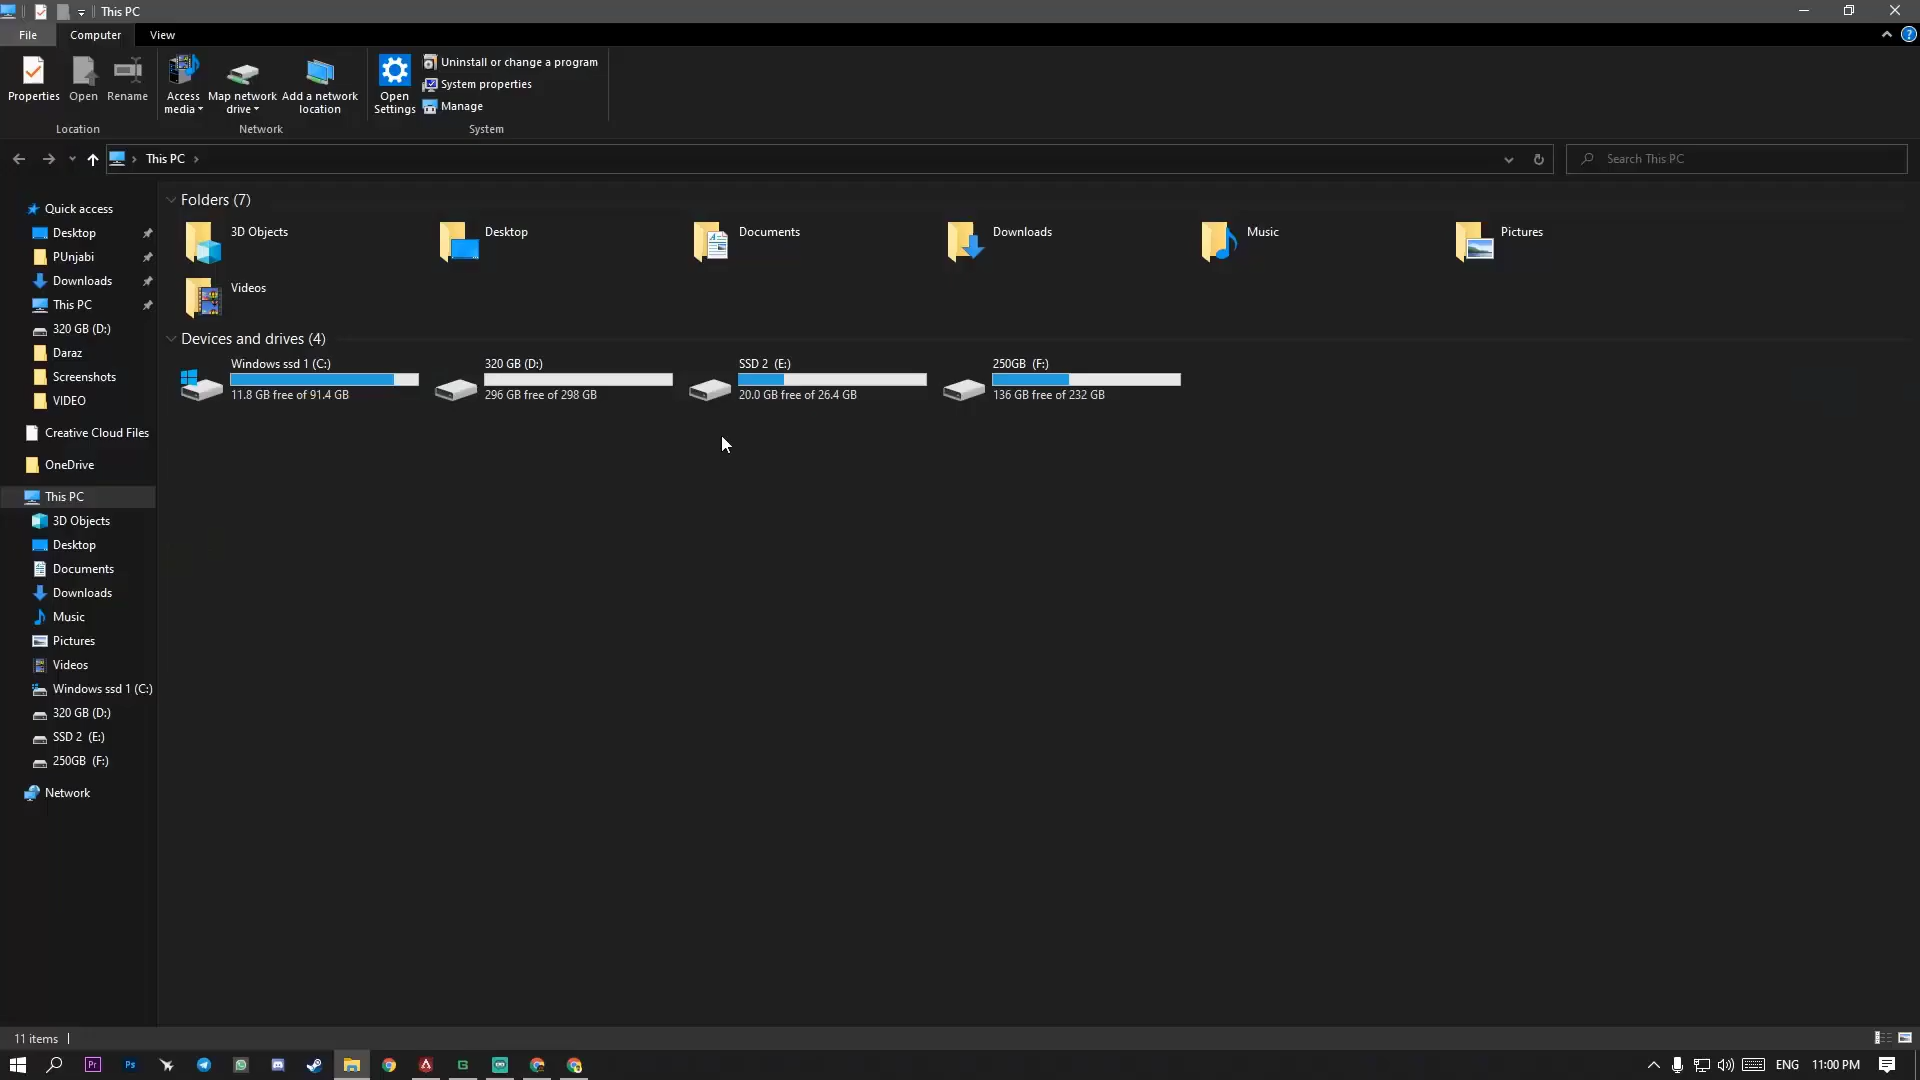 This PC
File
Computer
View
Properties
Open
Rename
Access media
Map network drive
Add a network location
Open Settings
Uninstall or change a program
System properties
Manage
Location
Network
System
This PC
Search This PC
Quick access
Desktop
PUnjabi
Downloads
This PC
320 GB (D:)
Daraz
Screenshots
VIDEO
Creative Cloud Files
OneDrive
This PC
3D Objects
Desktop
Documents
Downloads
Music
Pictures
Videos
Windows ssd 1 (C:)
320 GB (D:)
SSD 2 (E:)
250GB (F:)
Network
Folders (7)
3D Objects
Desktop
Documents
Downloads
Music
Pictures
Videos
Devices and drives (4)
Windows ssd 1 (C:)
11.8 GB free of 91.4 GB
320 GB (D:)
296 GB free of 298 GB
SSD 2 (E:)
20.0 GB free of 26.4 GB
250GB (F:)
136 GB free of 232 GB
11 items
Pr
Ps
G
ENG
11:00 PM